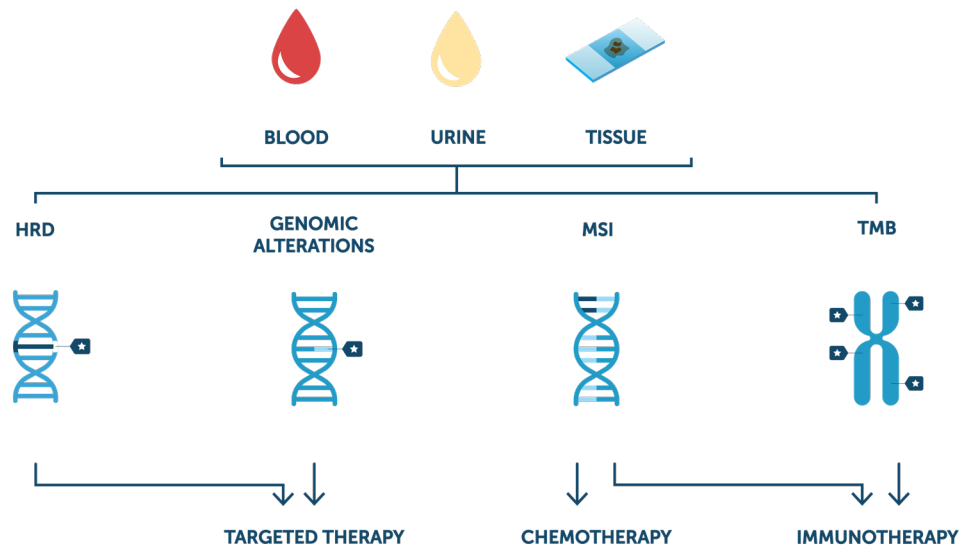 BLOOD
URINE
TISSUE
HRD
GENOMIC
ALTERATIONS
MSI
TMB
TARGETED THERAPY
CHEMOTHERAPY
IMMUNOTHERAPY